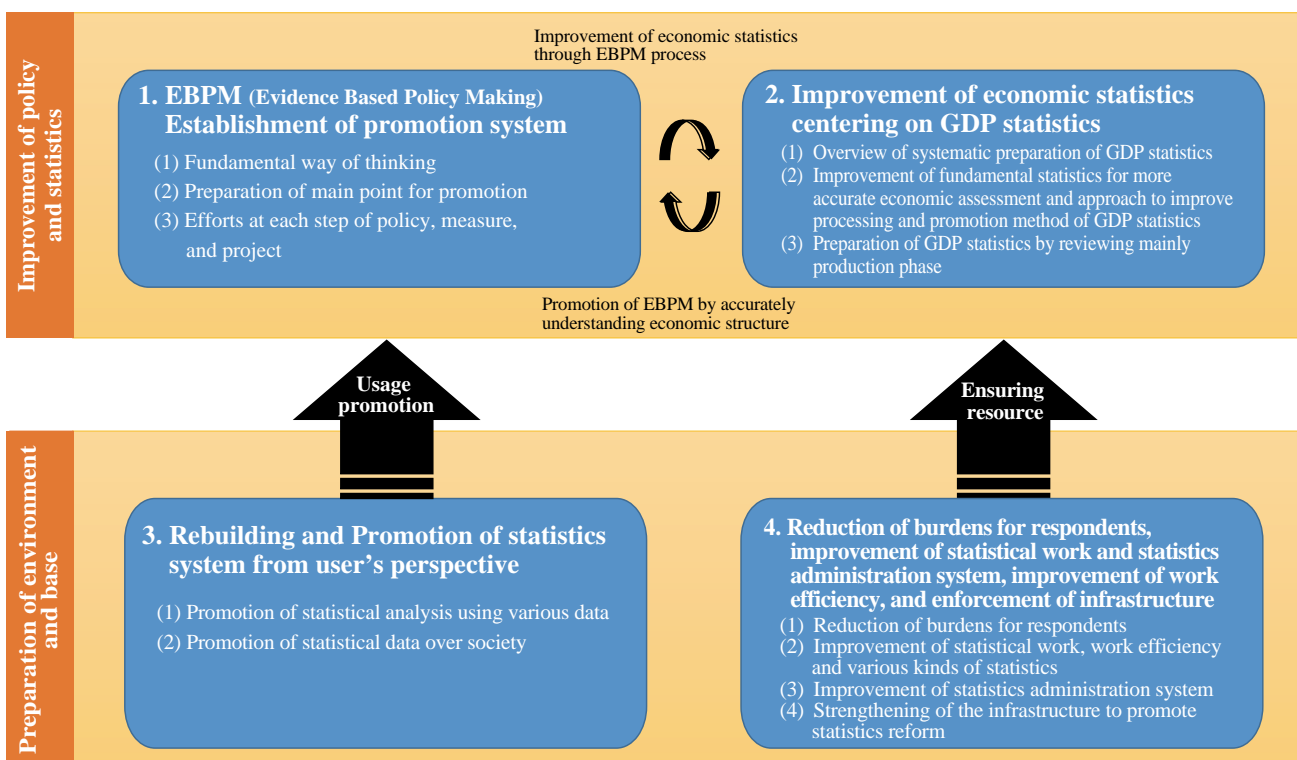 Improvement of policy
and statistics
Improvement of economic statistics
through EBPM process
1. EBPM (Evidence Based Policy Making)
Establishment of promotion system
(1) Fundamental way of thinking
(2) Preparation of main point for promotion
(3) Efforts at each step of policy, measure,
and project
2. Improvement of economic statistics
centering on GDP statistics
(1) Overview of systematic preparation of GDP statistics
(2) Improvement of fundamental statistics for more
accurate economic assessment and approach to improve
processing and promotion method of GDP statistics
(3) Preparation of GDP statistics by reviewing mainly
production phase
Promotion of EBPM by accurately
understanding economic structure
Usage
promotion
Ensuring
resource
Preparation of environment
and base
3. Rebuilding and Promotion of statistics
system from user’s perspective
(1) Promotion of statistical analysis using various data
(2) Promotion of statistical data over society
4. Reduction of burdens for respondents,
improvement of statistical work and statistics
administration system, improvement of work
efficiency, and enforcement of infrastructure
(1) Reduction of burdens for respondents
(2) Improvement of statistical work, work efficiency
and various kinds of statistics
(3) Improvement of statistics administration system
(4) Strengthening of the infrastructure to promote
statistics reform